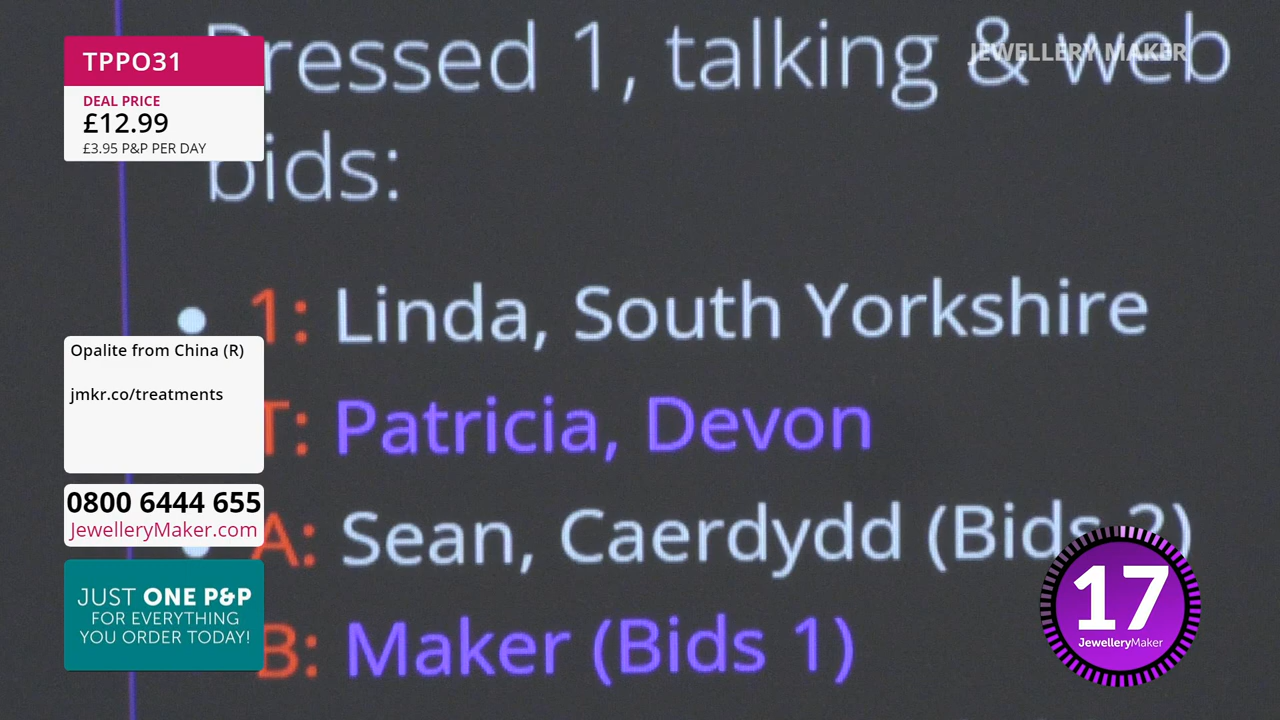 TPPO31
DEAL PRICE
£12.99
£3.95 P&P PER DAY
Pressed 1, talking & web
bids:
JEWELLERY MAKER
1: Linda, South Yorkshire
T: Patricia, Devon
A: Sean, Caerdydd (Bids 2)
B: Maker (Bids 1)
Opalite from China (R)
jmkr.co/treatments
0800 6444 655
JewelleryMaker.com
JUST ONE P&P
FOR EVERYTHING
YOU ORDER TODAY!
17
JewelleryMaker